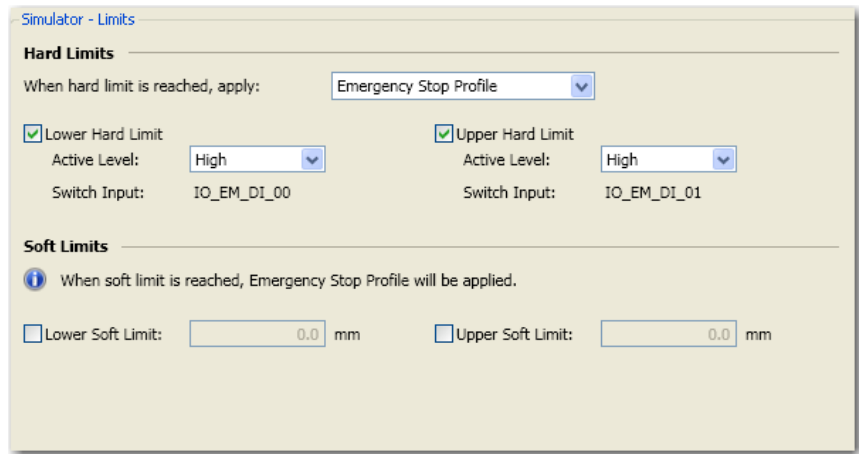 Simulator - Limits
Hard Limits
When hard limit is reached, apply: Emergency Stop Profile
Lower Hard Limit Upper Hard Limit
Active Level: High Active Level: High
Switch Input: IO_EM_DI_00 Switch Input: IO_EM_DI_01
Soft Limits
When soft limit is reached, Emergency Stop Profile will be applied.
Lower Soft Limit: 0.0 mm Upper Soft Limit: 0.0 mm